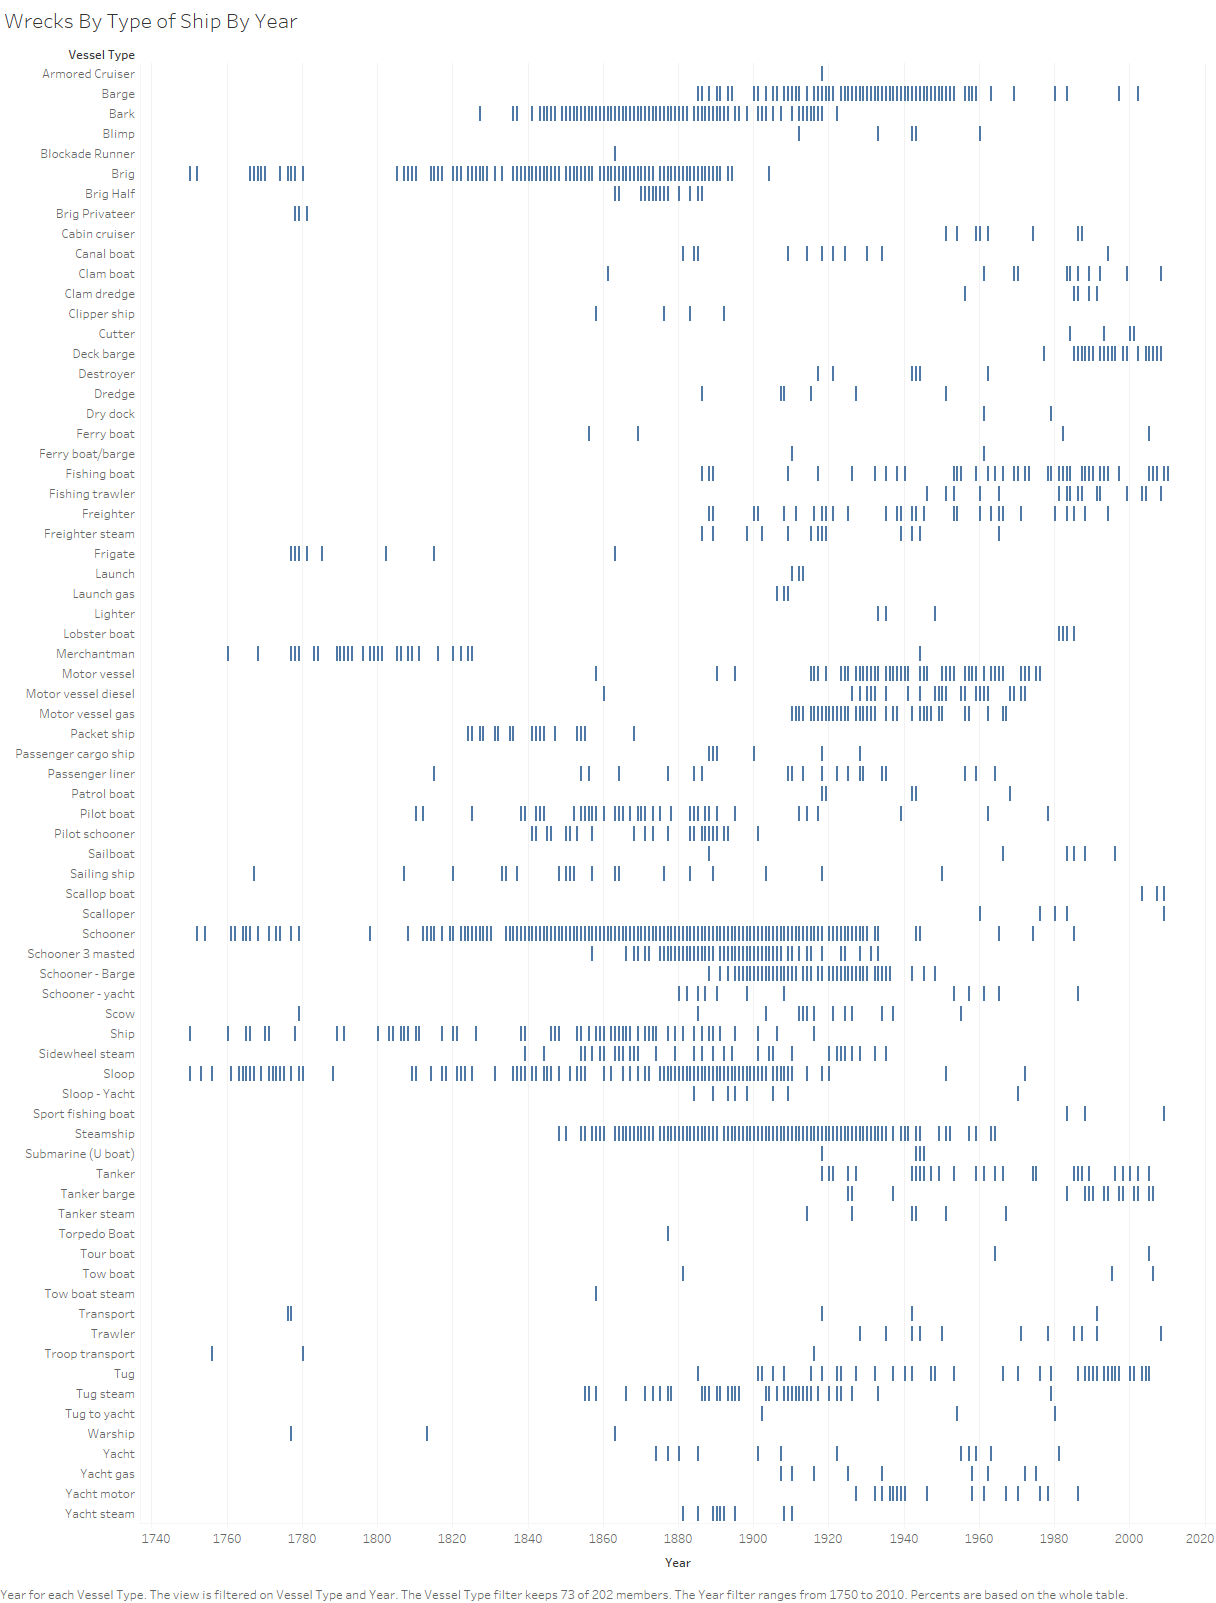 Wrecks By Type of Ship By Year
Vessel Type
Armored Cruiser
Barge
Bark
Blimp
Blockade Runner
Brig
Brig Half
Brig Privateer
Cabin cruiser
Canal boat
Clam boat
Clam dredge
Clipper ship
Cutter
Deck barge
Destroyer
Dredge
Dry dock
Ferry boat
Ferry boat/barge
Fishing boat
Fishing trawler
Freighter
Freighter steam
Frigate
Launch
Launch gas
Lighter
Lobster boat
Merchantman
Motor vessel
Motor vessel diesel
Motor vessel gas
Packet ship
Passenger cargo ship
Passenger liner
Patrol boat
Pilot boat
Pilot schooner
Sailboat
Sailing ship
Scallop boat
Scalloper
Schooner
Schooner 3 masted
Schooner - Barge
Schooner - yacht
Scow
Ship
Sidewheel steam
Sloop
Sloop - Yacht
Sport fishing boat
Steamship
Submarine (U boat)
Tanker
Tanker barge
Tanker steam
Torpedo Boat
Tour boat
Tow boat
Tow boat steam
Transport
Trawler
Troop transport
Tug
Tug steam
Tug to yacht
Warship
Yacht
Yacht gas
Yacht motor
Yacht steam
1740 1760 1780 1800 1820 1840 1860 1880 1900 1920 1940 1960 1980 2000 2020
Year
Year for each Vessel Type. The view is filtered on Vessel Type and Year. The Vessel Type filter keeps 73 of 202 members. The Year filter ranges from 1750 to 2010. Percents are based on the whole table.